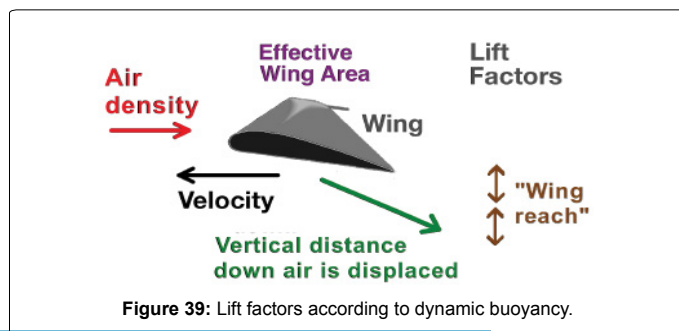 Effective
Wing Area
Lift
Factors
Air
density
Wing
Velocity
"Wing
reach"
Vertical distance
down air is displaced
Figure 39: Lift factors according to dynamic buoyancy.